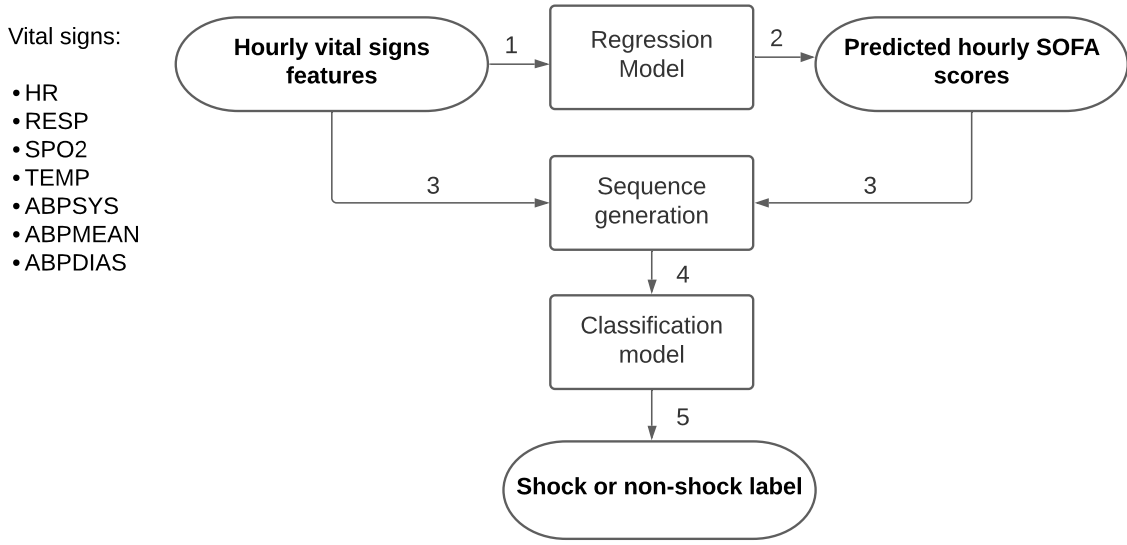 Vital signs:
• HR
• RESP
• SPO2
• TEMP
• ABPSYS
• ABPMEAN
• ABPDIAS
Hourly vital signs
features
1
Regression
Model
2
Predicted hourly SOFA
scores
3
Sequence
generation
3
4
Classification
model
5
Shock or non-shock label